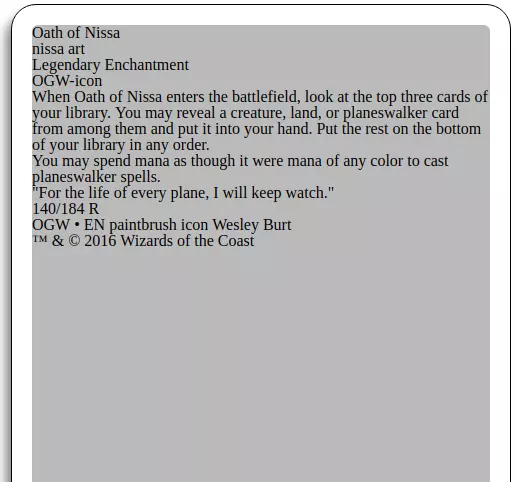 Oath of Nissa
nissa art
Legendary Enchantment
OGW-icon
When Oath of Nissa enters the battlefield, look at the top three cards of
your library. You may reveal a creature, land, or planeswalker card
from among them and put it into your hand. Put the rest on the bottom
of your library in any order.
You may spend mana as though it were mana of any color to cast
planeswalker spells.
"For the life of every plane, I will keep watch."
140/184 R
OGW • EN paintbrush icon Wesley Burt
™ & © 2016 Wizards of the Coast